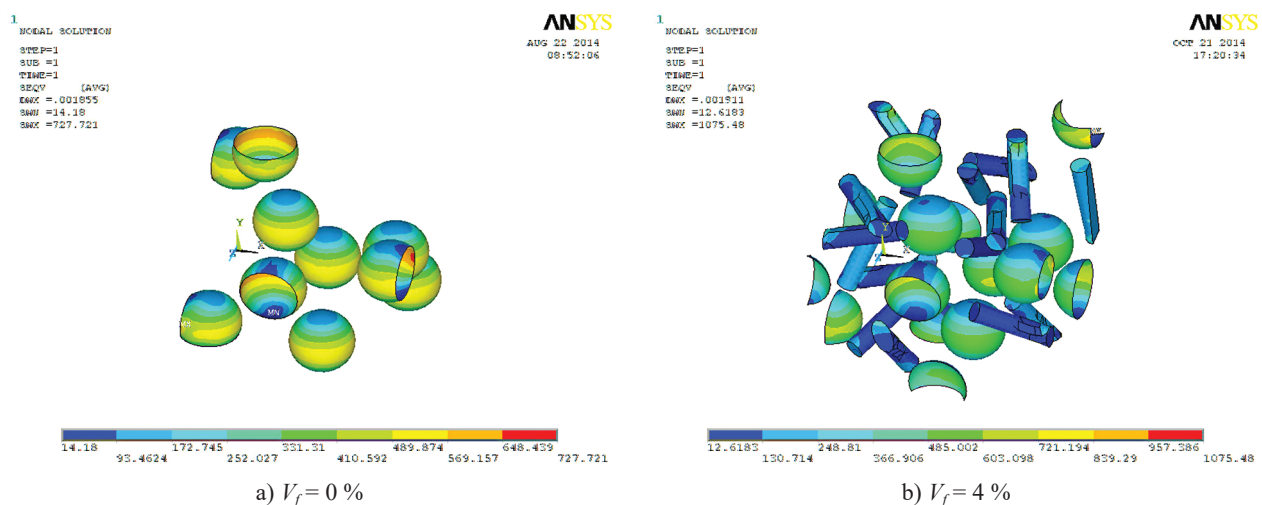 1
NODAL SOLUTION
STEP=1
SUB =1
TIME=1
SEQV (AVG)
DMX =.001855
SMN =14.18
SMX =727.721
ANSYS
AUG 22 2014
08:52:06
Y
X
Z
MX
MN
14.18 172.745 331.31 489.874 648.439
93.4624 252.027 410.592 569.157 727.721
a) Vf = 0 %
1
NODAL SOLUTION
STEP=1
SUB =1
TIME=1
SEQV (AVG)
DMX =.001911
SMN =12.6183
SMX =1075.48
ANSYS
OCT 21 2014
17:20:34
Y
X
Z
12.6183 248.81 485.002 721.194 957.386
130.714 366.906 603.098 839.29 1075.48
b) Vf = 4 %